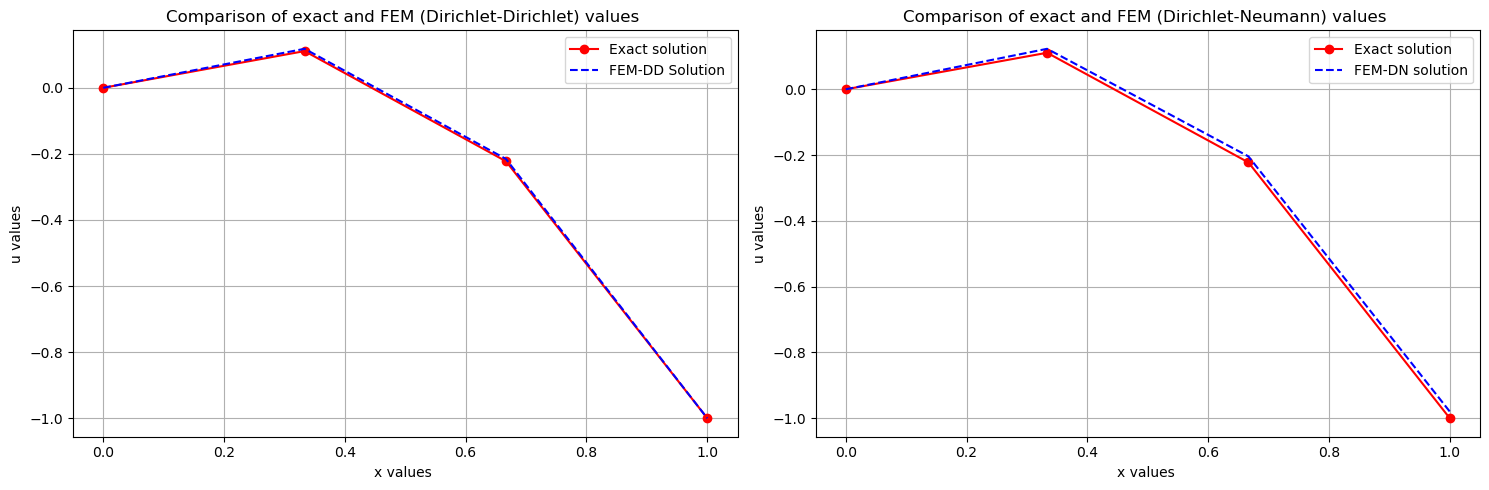 Comparison of exact and FEM (Dirichlet-Dirichlet) values
Exact solution
FEM-DD Solution
u values
0.0
−0.2
−0.4
−0.6
−0.8
−1.0
0.0 0.2 0.4 0.6 0.8 1.0
x values
Comparison of exact and FEM (Dirichlet-Neumann) values
Exact solution
FEM-DN solution
u values
0.0
−0.2
−0.4
−0.6
−0.8
−1.0
0.0 0.2 0.4 0.6 0.8 1.0
x values